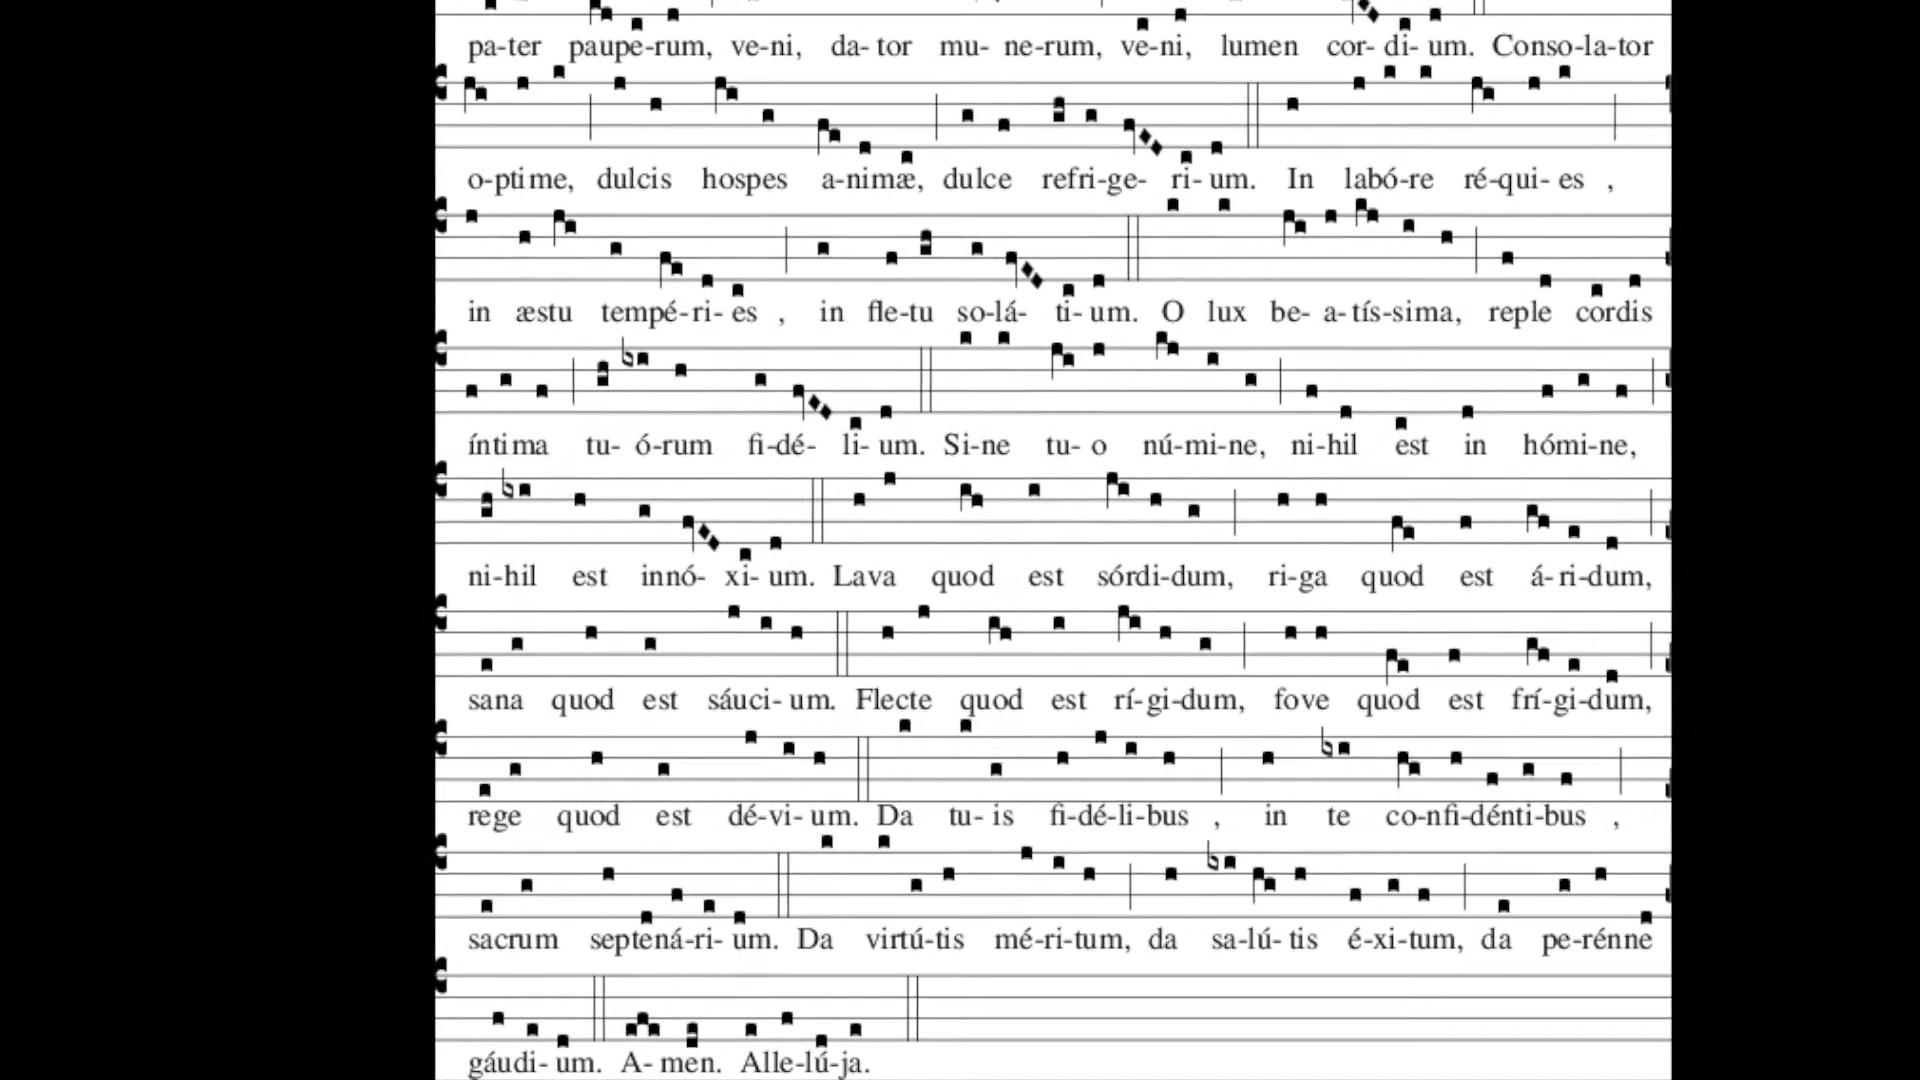 pa-ter paupe-rum, ve-ni, da-tor mu- ne-rum, ve-ni, lumen cor- di- um. Conso-la-tor
o-ptime, dulcis hospes a-nimæ, dulce refri-ge- ri- um. In labó-re ré-qui- es ,
in æstu tempé-ri- es , in fle-tu so-lá- ti- um. O lux be- a-tís-sima, reple cordis
íntima tu- ó-rum fi-dé- li- um. Si-ne tu- o nú-mi-ne, ni-hil est in hómi-ne,
ni-hil est innó- xi- um. Lava quod est sórdi-dum, ri-ga quod est á-ri-dum,
sana quod est sáuci- um. Flecte quod est rí-gi-dum, fove quod est frí-gi-dum,
rege quod est dé-vi- um. Da tu- is fi-dé-li-bus , in te co-nfi-dénti-bus ,
sacrum septená-ri- um. Da virtú-tis mé-ri-tum, da sa-lú- tis é-xi-tum, da pe-rénne
gáudi- um. A- men. Alle-lú-ja.